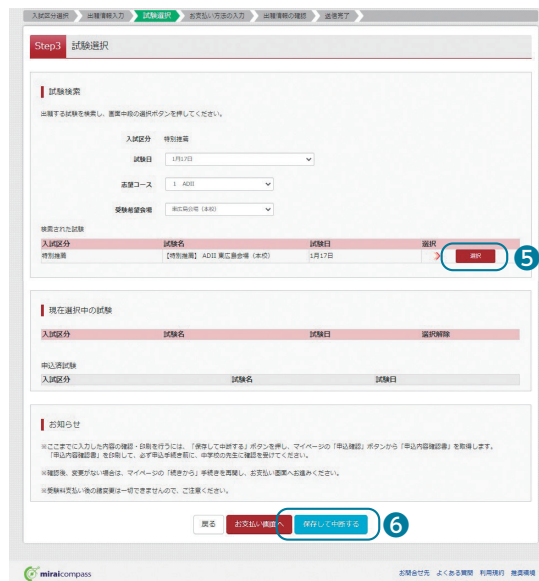 入試区分選択 出願情報入力 試験選択 お支払い方法の入力 出願情報の確認 送信完了
Step3 試験選択
試験検索
出願する試験を検索し、画面中段の選択ボタンを押してください。
入試区分 特別推薦
試験日 1月17日
志望コース 1 ADII
受験希望会場 東広島会場（本校）
検索された試験
入試区分 試験名 試験日 選択
特別推薦 【特別推薦】 ADII 東広島会場（本校） 1月17日 選択
5
現在選択中の試験
入試区分 試験名 試験日 選択解除
申込済試験
入試区分 試験名 試験日
お知らせ
※ここまでに入力した内容の確認・印刷を行うには、「保存して中断する」ボタンを押し、マイページの「申込確認」ボタンから「申込内容確認書」を取得します。
「申込内容確認書」を印刷して、必ず申込手続き前に、中学校の先生に確認を受けてください。
※確認後、変更がない場合は、マイページの「続きから」手続きを再開し、お支払い画面へお進みください。
※受験料支払い後の諸変更は一切できませんので、ご注意ください。
戻る お支払い画面へ 保存して中断する
6
miraicompass お問合せ先 よくある質問 利用規約 推奨環境